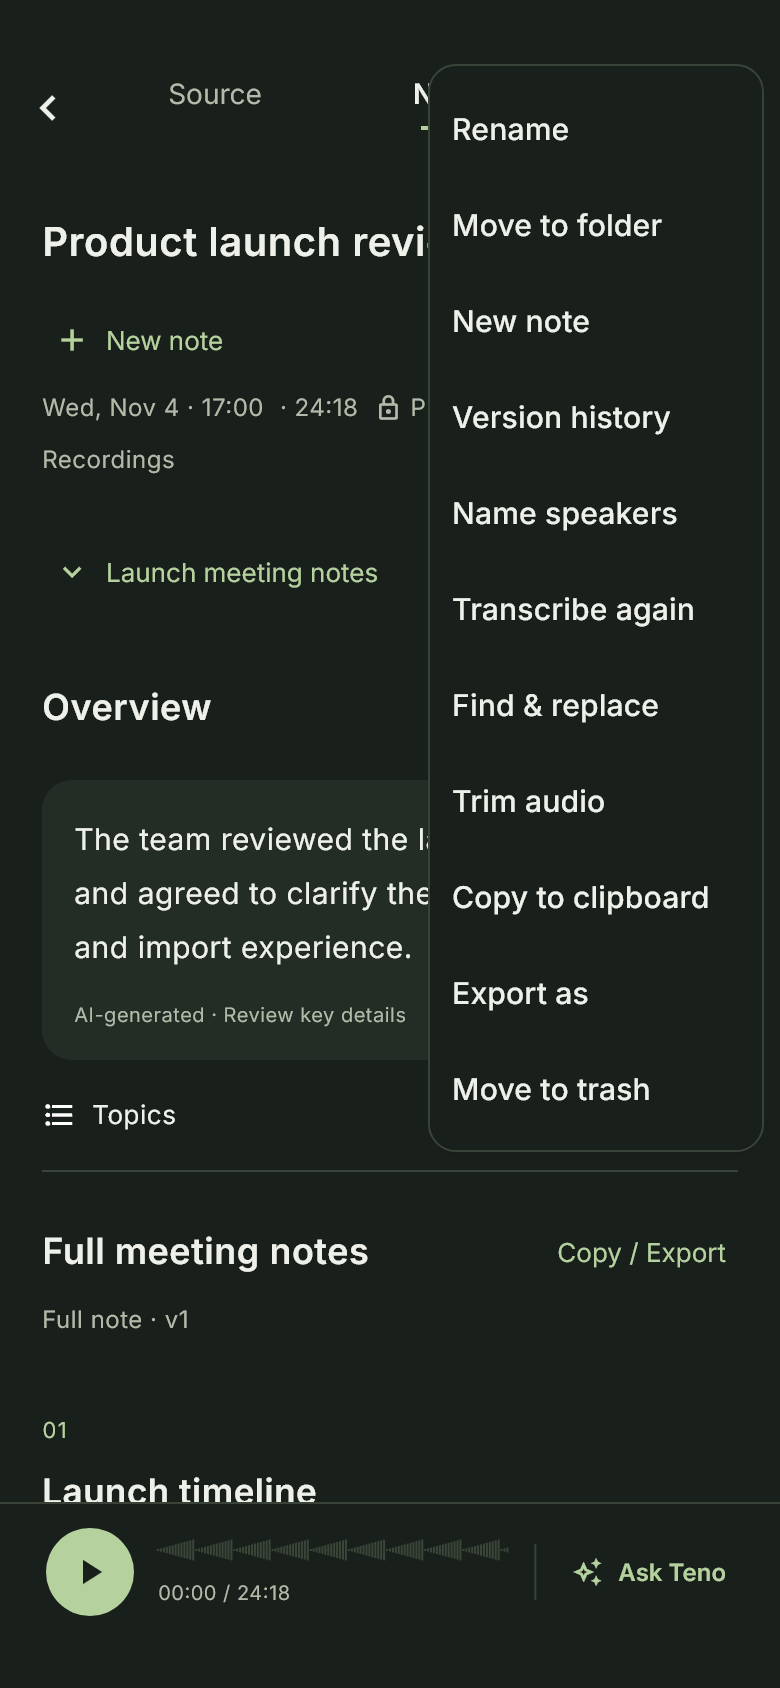 Source
Product launch
New note
Wed, Nov 4 · 17:00 · 24:18
Recordings
Launch meeting notes
Overview
The team reviewed the
and agreed to clarify the
and import experience.
AI-generated · Review key details
Topics
Rename
Move to folder
New note
Version history
Name speakers
Transcribe again
Find & replace
Trim audio
Copy to clipboard
Export as
Move to trash
Full meeting notes
Copy / Export
Full note · v1
01
Launch timeline
00:00 / 24:18
Ask Teno